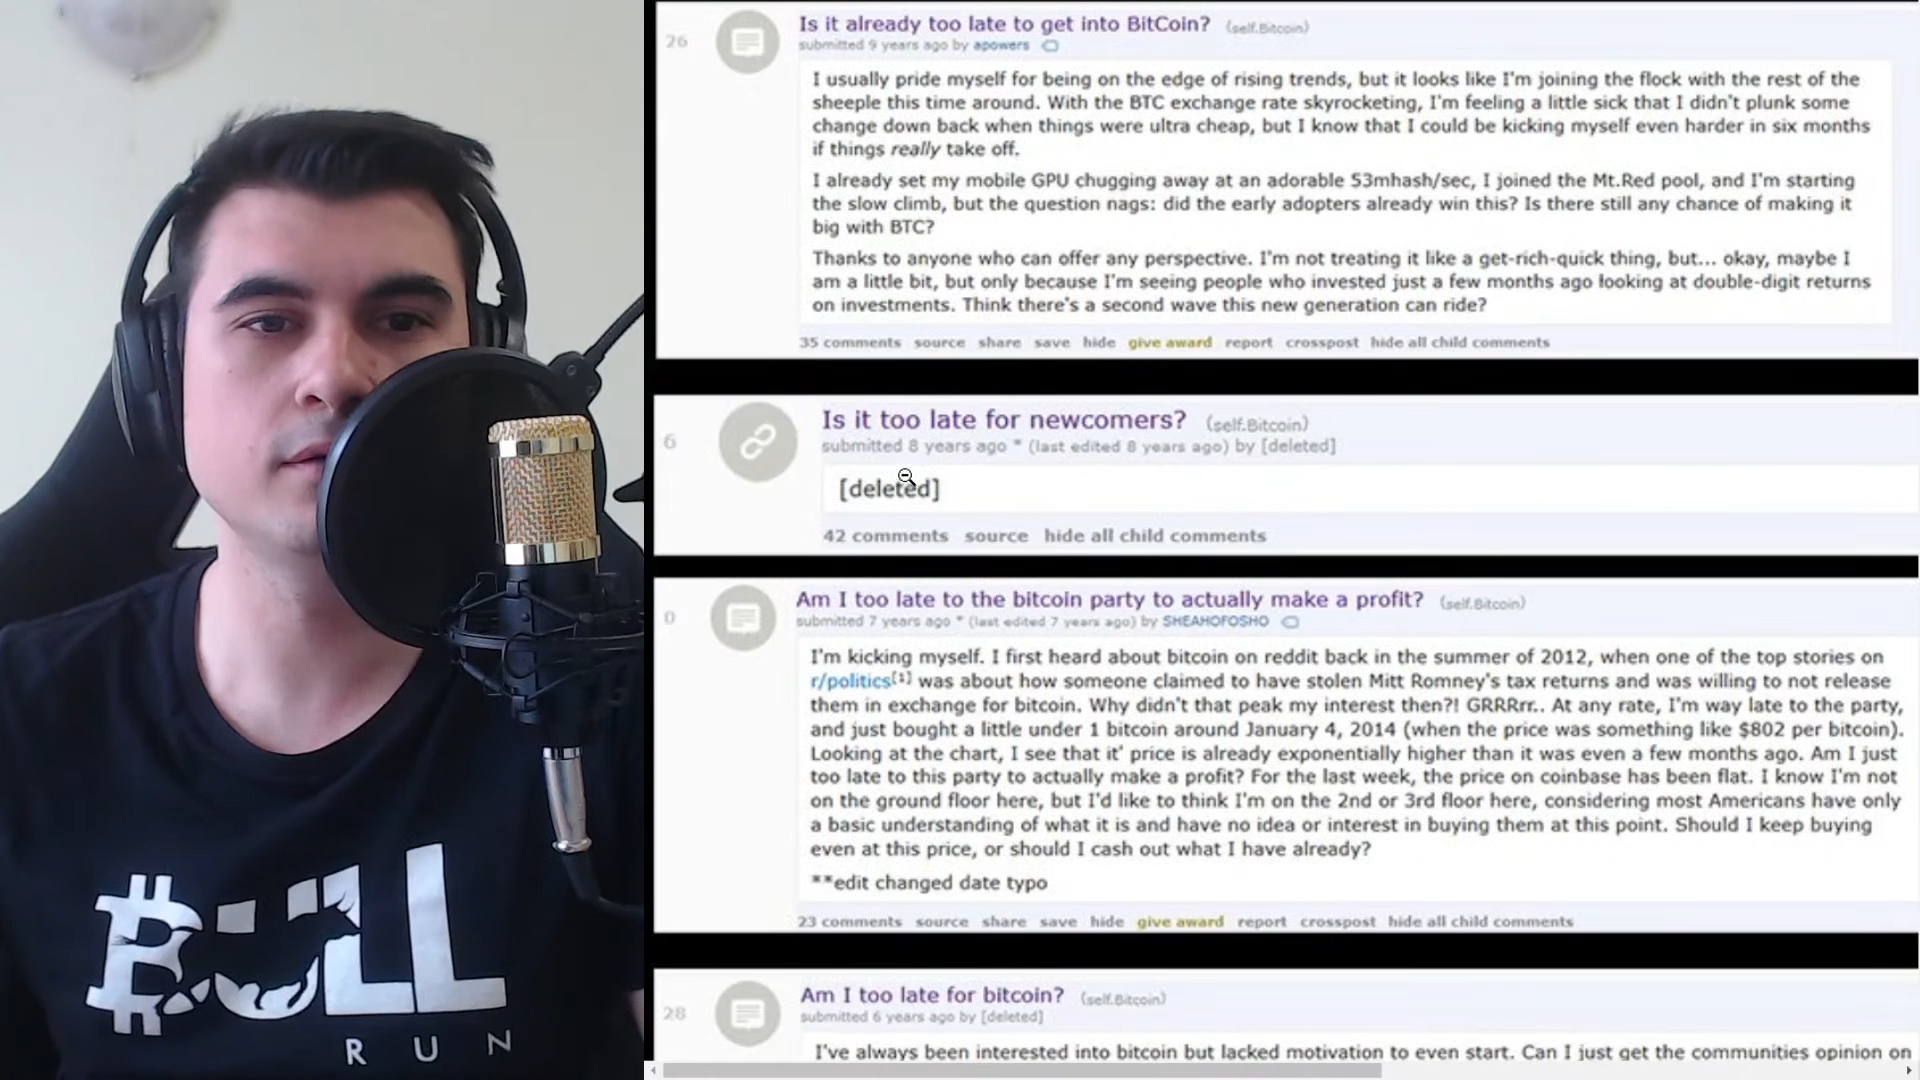 26
Is it already too late to get into BitCoin? (self.Bitcoin)
submitted 9 years ago by apowers
I usually pride myself for being on the edge of rising trends, but it looks like I'm joining the flock with the rest of the
sheeple this time around. With the BTC exchange rate skyrocketing, I'm feeling a little sick that I didn't plunk some
change down back when things were ultra cheap, but I know that I could be kicking myself even harder in six months
if things really take off.
I already set my mobile GPU chugging away at an adorable 53mhash/sec, I joined the Mt.Red pool, and I'm starting
the slow climb, but the question nags: did the early adopters already win this? Is there still any chance of making it
big with BTC?
Thanks to anyone who can offer any perspective. I'm not treating it like a get-rich-quick thing, but... okay, maybe I
am a little bit, but only because I'm seeing people who invested just a few months ago looking at double-digit returns
on investments. Think there's a second wave this new generation can ride?
35 comments source share save hide give award report crosspost hide all child comments
6
Is it too late for newcomers? (self.Bitcoin)
submitted 8 years ago * (last edited 8 years ago) by [deleted]
[deleted]
42 comments source hide all child comments
0
Am I too late to the bitcoin party to actually make a profit? (self.Bitcoin)
submitted 7 years ago * (last edited 7 years ago) by SHEAHOFOSHO
I'm kicking myself. I first heard about bitcoin on reddit back in the summer of 2012, when one of the top stories on
r/politics[1] was about how someone claimed to have stolen Mitt Romney's tax returns and was willing to not release
them in exchange for bitcoin. Why didn't that peak my interest then?! GRRRrr.. At any rate, I'm way late to the party,
and just bought a little under 1 bitcoin around January 4, 2014 (when the price was something like $802 per bitcoin).
Looking at the chart, I see that it' price is already exponentially higher than it was even a few months ago. Am I just
too late to this party to actually make a profit? For the last week, the price on coinbase has been flat. I know I'm not
on the ground floor here, but I'd like to think I'm on the 2nd or 3rd floor here, considering most Americans have only
a basic understanding of what it is and have no idea or interest in buying them at this point. Should I keep buying
even at this price, or should I cash out what I have already?
**edit changed date typo
23 comments source share save hide give award report crosspost hide all child comments
28
Am I too late for bitcoin? (self.Bitcoin)
submitted 6 years ago by [deleted]
I've always been interested into bitcoin but lacked motivation to even start. Can I just get the communities opinion on
BULL
RUN